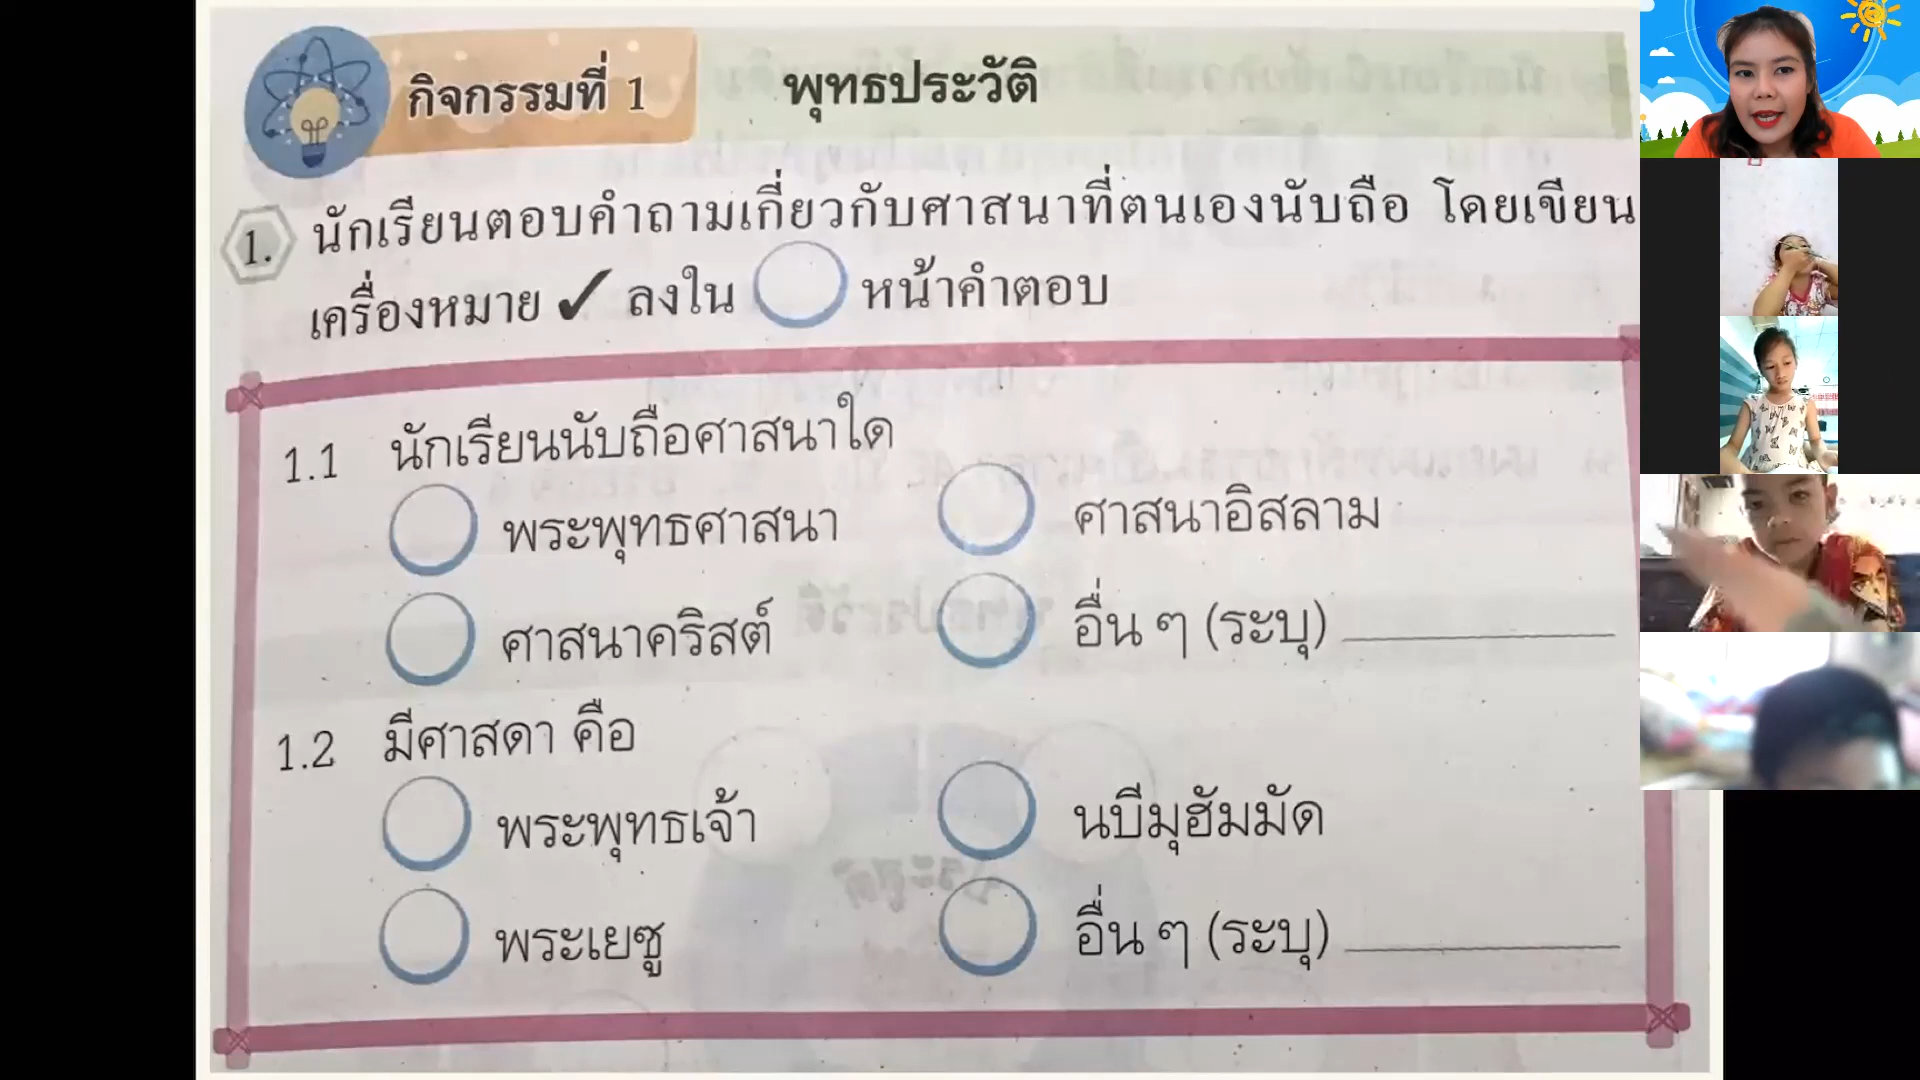 กิจกรรมที่ 1 พุทธประวัติ
1. นักเรียนตอบคำถามเกี่ยวกับศาสนาที่ตนเองนับถือ โดยเขียน
เครื่องหมาย ✓ ลงใน ◯ หน้าคำตอบ
1.1 นักเรียนนับถือศาสนาใด
พระพุทธศาสนา ศาสนาอิสลาม
ศาสนาคริสต์ อื่น ๆ (ระบุ)
1.2 มีศาสดา คือ
พระพุทธเจ้า นบีมุฮัมมัด
พระเยซู อื่น ๆ (ระบุ)